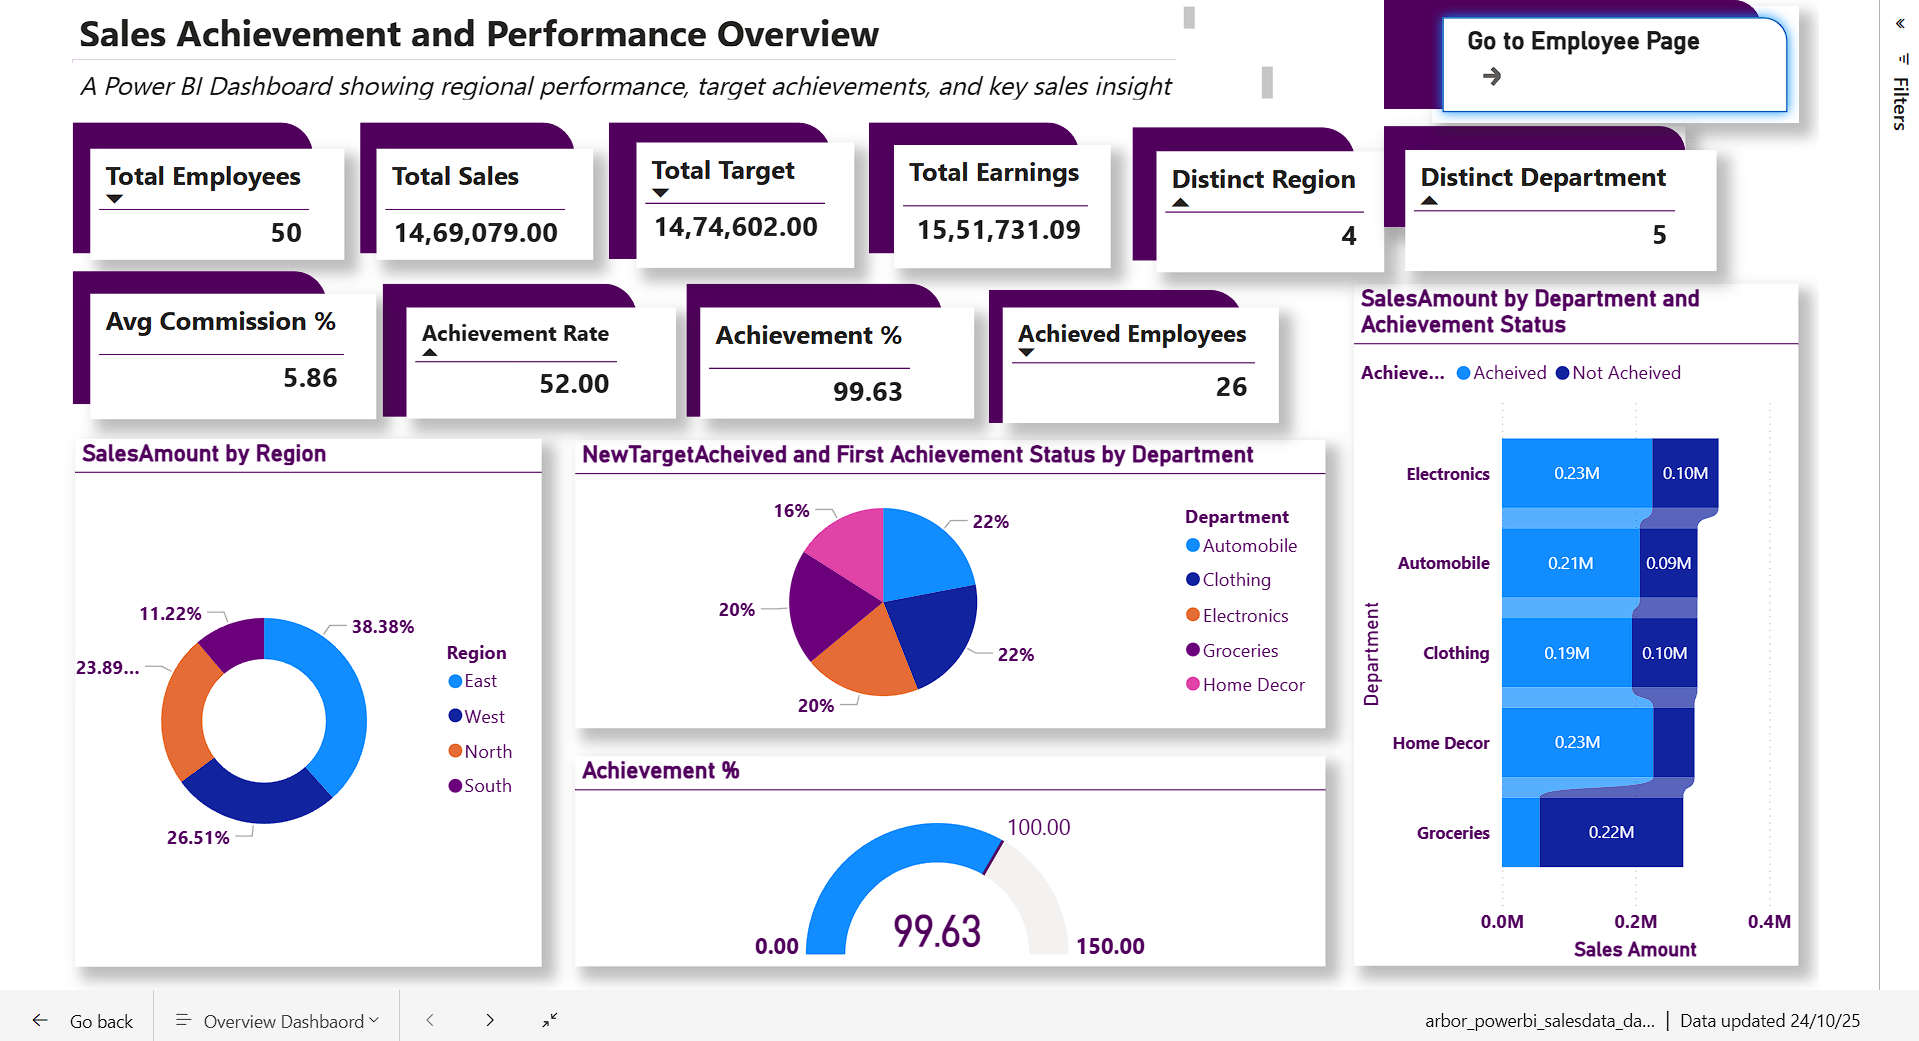 Sales Achievement and Performance Overview
A Power BI Dashboard showing regional performance, target achievements, and key sales insight
Go to Employee Page
Filters
Total Employees
50
Total Sales
14,69,079.00
Total Target
14,74,602.00
Total Earnings
15,51,731.09
Distinct Region
4
Distinct Department
5
Avg Commission %
5.86
Achievement Rate
52.00
Achievement %
99.63
Achieved Employees
26
SalesAmount by Region
11.22%
38.38%
23.89...
26.51%
Region
East
West
North
South
NewTargetAcheived and First Achievement Status by Department
16%
22%
20%
22%
20%
Department
Automobile
Clothing
Electronics
Groceries
Home Decor
Achievement %
100.00
99.63
0.00
150.00
SalesAmount by Department and
Achievement Status
Achieve... Acheived Not Acheived
Department
Electronics 0.23M 0.10M
Automobile 0.21M 0.09M
Clothing 0.19M 0.10M
Home Decor 0.23M
Groceries 0.22M
0.0M 0.2M 0.4M
Sales Amount
Go back
Overview Dashbaord
arbor_powerbi_salesdata_da... | Data updated 24/10/25